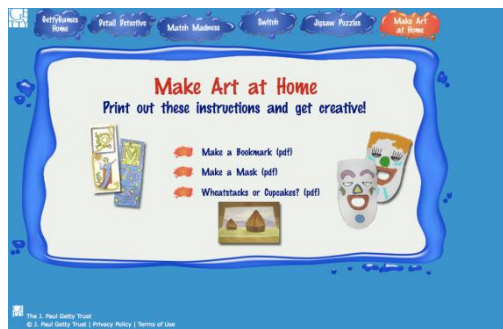 GE
TTY
GettyGames
Home
Detail Detective
Match Madness
Switch
Jigsaw Puzzles
Make Art
at Home
Make Art at Home
Print out these instructions and get creative!
Make a Bookmark (pdf)
Make a Mask (pdf)
Wheatstacks or Cupcakes? (pdf)
The J. Paul Getty Trust
© J. Paul Getty Trust | Privacy Policy | Terms of Use